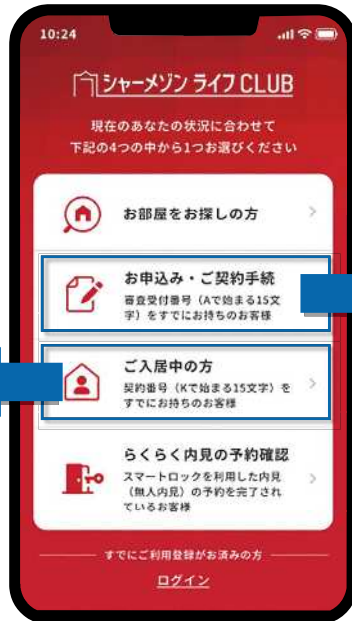 10:24
シャーメゾン ライフ CLUB
現在のあなたの状況に合わせて
下記の4つの中から1つお選びください
お部屋をお探しの方
お申込み・ご契約手続
審査受付番号（Aで始まる15文
字）をすでにお持ちのお客様
ご入居中の方
契約番号（Kで始まる15文字）を
すでにお持ちのお客様
らくらく内見の予約確認
スマートロックを利用した内見
（無人内見）の予約を完了され
ているお客様
すでにご利用登録がお済みの方
ログイン